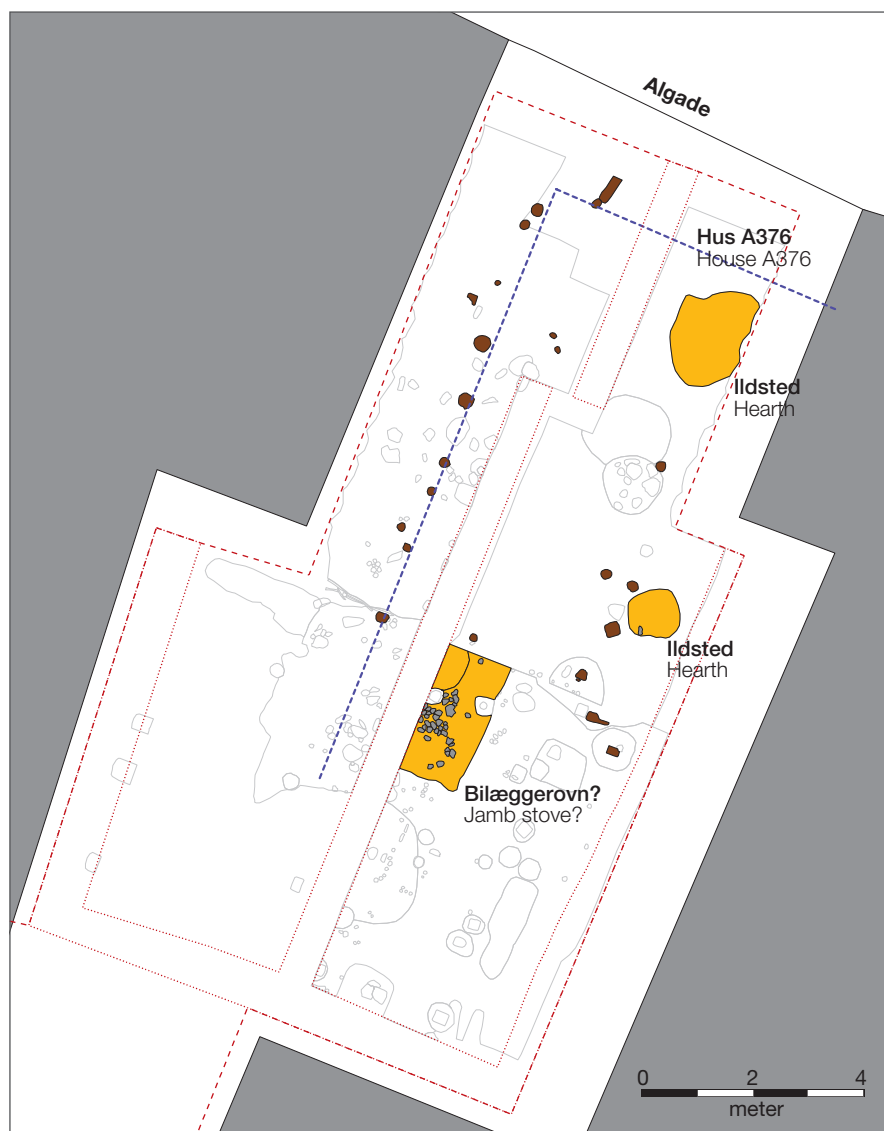 Algade
Hus A376
House A376
Ildsted
Hearth
Ildsted
Hearth
Bilæggerovn?
Jamb stove?
0 2 4
meter